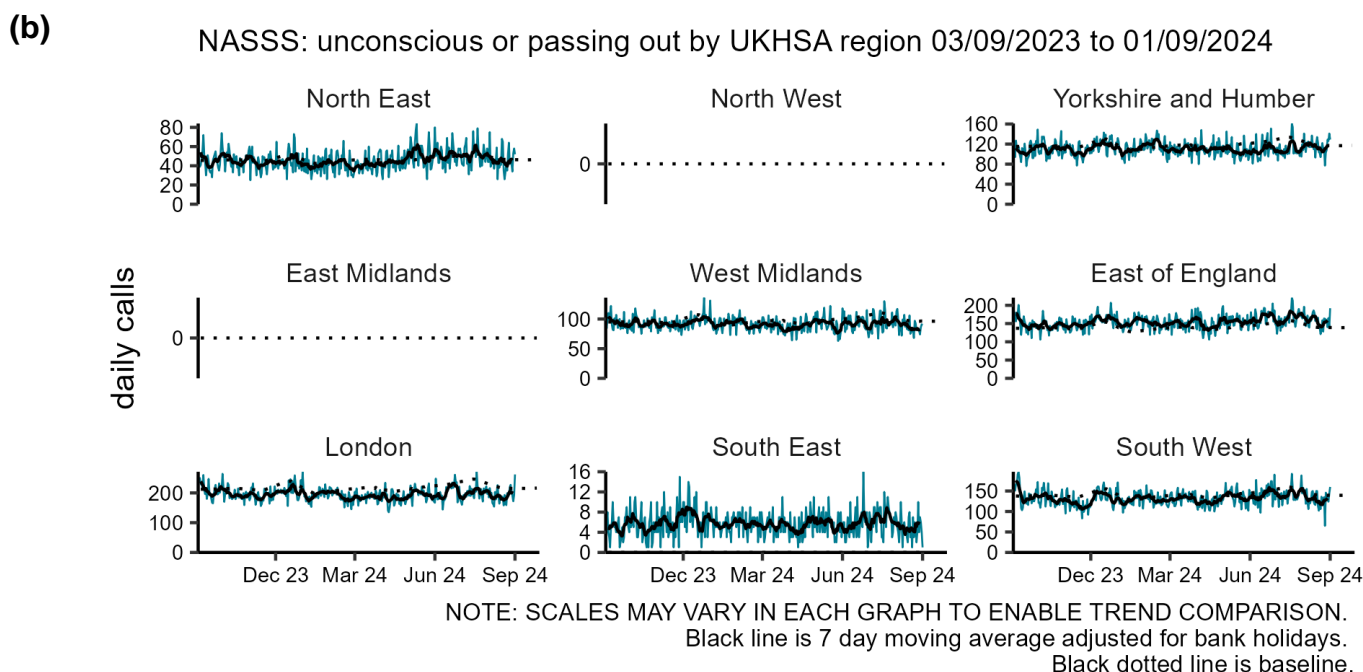 (b)
NASSS: unconscious or passing out by UKHSA region 03/09/2023 to 01/09/2024
daily calls
North East
80
60
40
20
0
North West
0
Yorkshire and Humber
160
120
80
40
0
East Midlands
0
West Midlands
100
50
0
East of England
200
150
100
50
0
London
200
100
0
Dec 23 Mar 24 Jun 24 Sep 24
South East
16
12
8
4
0
Dec 23 Mar 24 Jun 24 Sep 24
South West
150
100
50
0
Dec 23 Mar 24 Jun 24 Sep 24
NOTE: SCALES MAY VARY IN EACH GRAPH TO ENABLE TREND COMPARISON.
Black line is 7 day moving average adjusted for bank holidays.
Black dotted line is baseline.